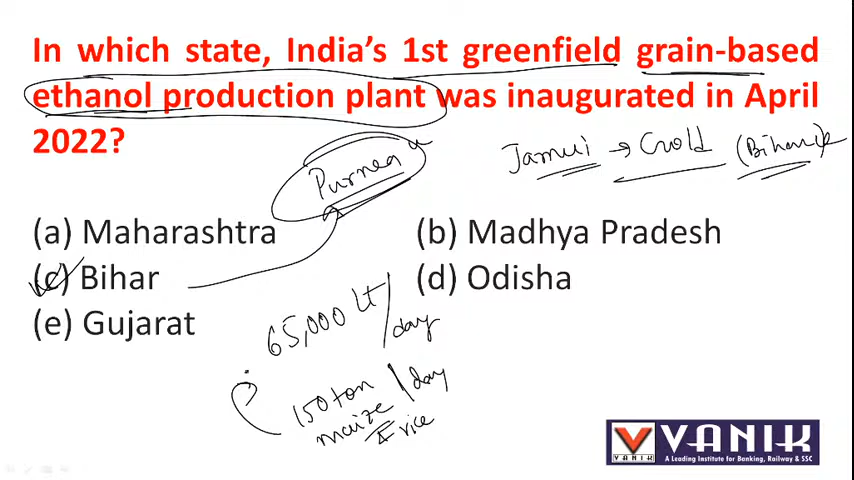 In which state, India's 1st greenfield grain-based
ethanol production plant was inaugurated in April
2022?
Jamui → Gold (Bihar)
Purnea
(a) Maharashtra
(b) Madhya Pradesh
(c) Bihar
(d) Odisha
(e) Gujarat
65,000 lt/day
150 ton/day
maize & rice
VANIK
VANIK
A Leading Institute for Banking, Railway & SSC